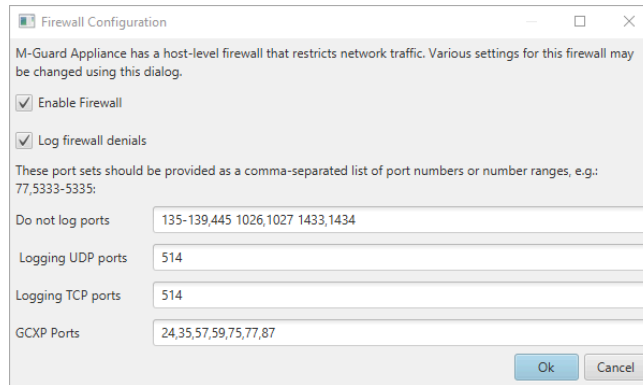 Firewall Configuration
M-Guard Appliance has a host-level firewall that restricts network traffic. Various settings for this firewall may
be changed using this dialog.
Enable Firewall
Log firewall denials
These port sets should be provided as a comma-separated list of port numbers or number ranges, e.g.:
77,5333-5335:
Do not log ports 135-139,445 1026,1027 1433,1434
Logging UDP ports 514
Logging TCP ports 514
GCXP Ports 24,35,57,59,75,77,87
Ok Cancel